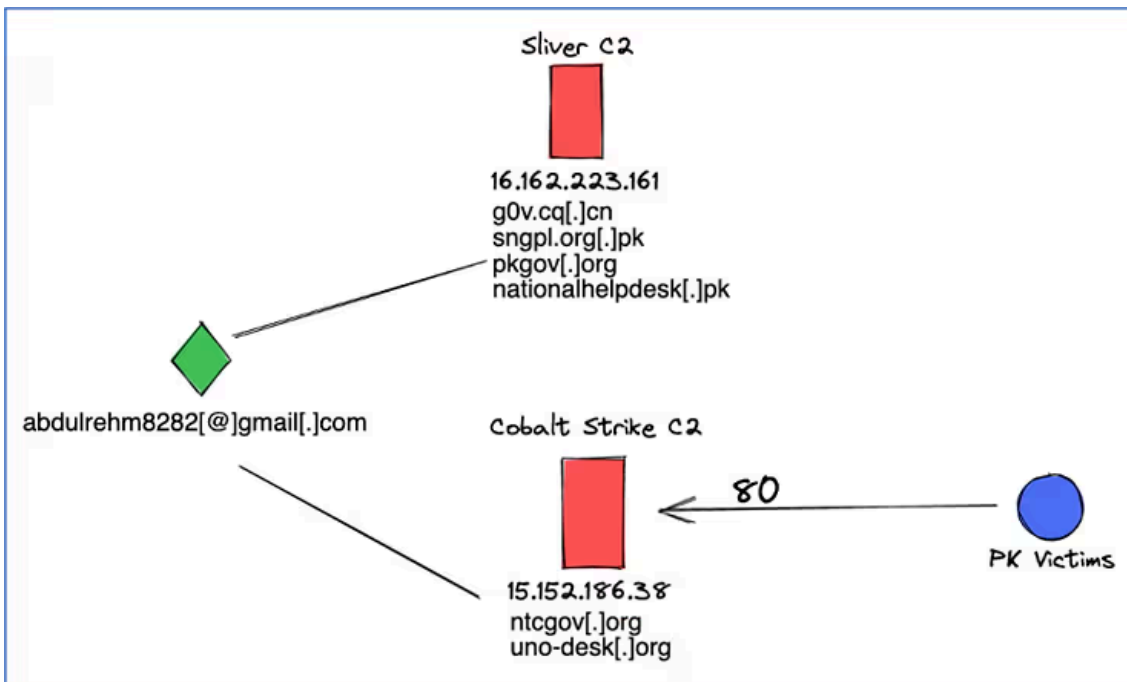 Sliver C2
16.162.223.161
g0v.cq[.]cn
sngpl.org[.]pk
pkgov[.]org
nationalhelpdesk[.]pk
abdulrehm8282[@]gmail[.]com
Cobalt Strike C2
80
PK Victims
15.152.186.38
ntcgov[.]org
uno-desk[.]org